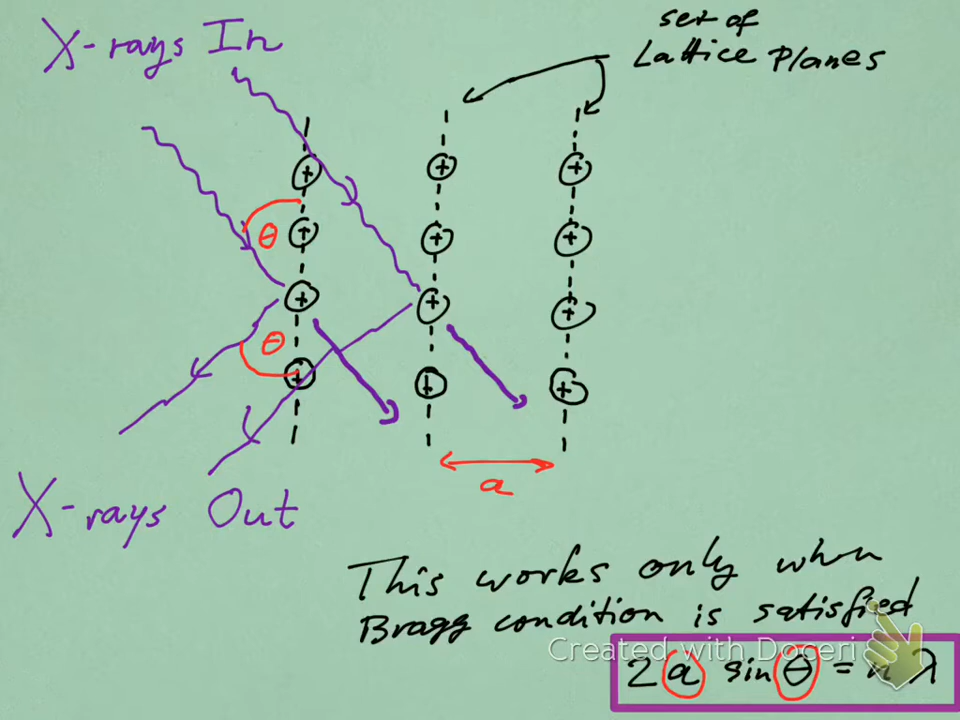 X-rays In
set of
Lattice Planes
θ
θ
a
X-rays Out
This works only when
Bragg condition is satisfied
Created with Doceri
2a sin θ = n λ